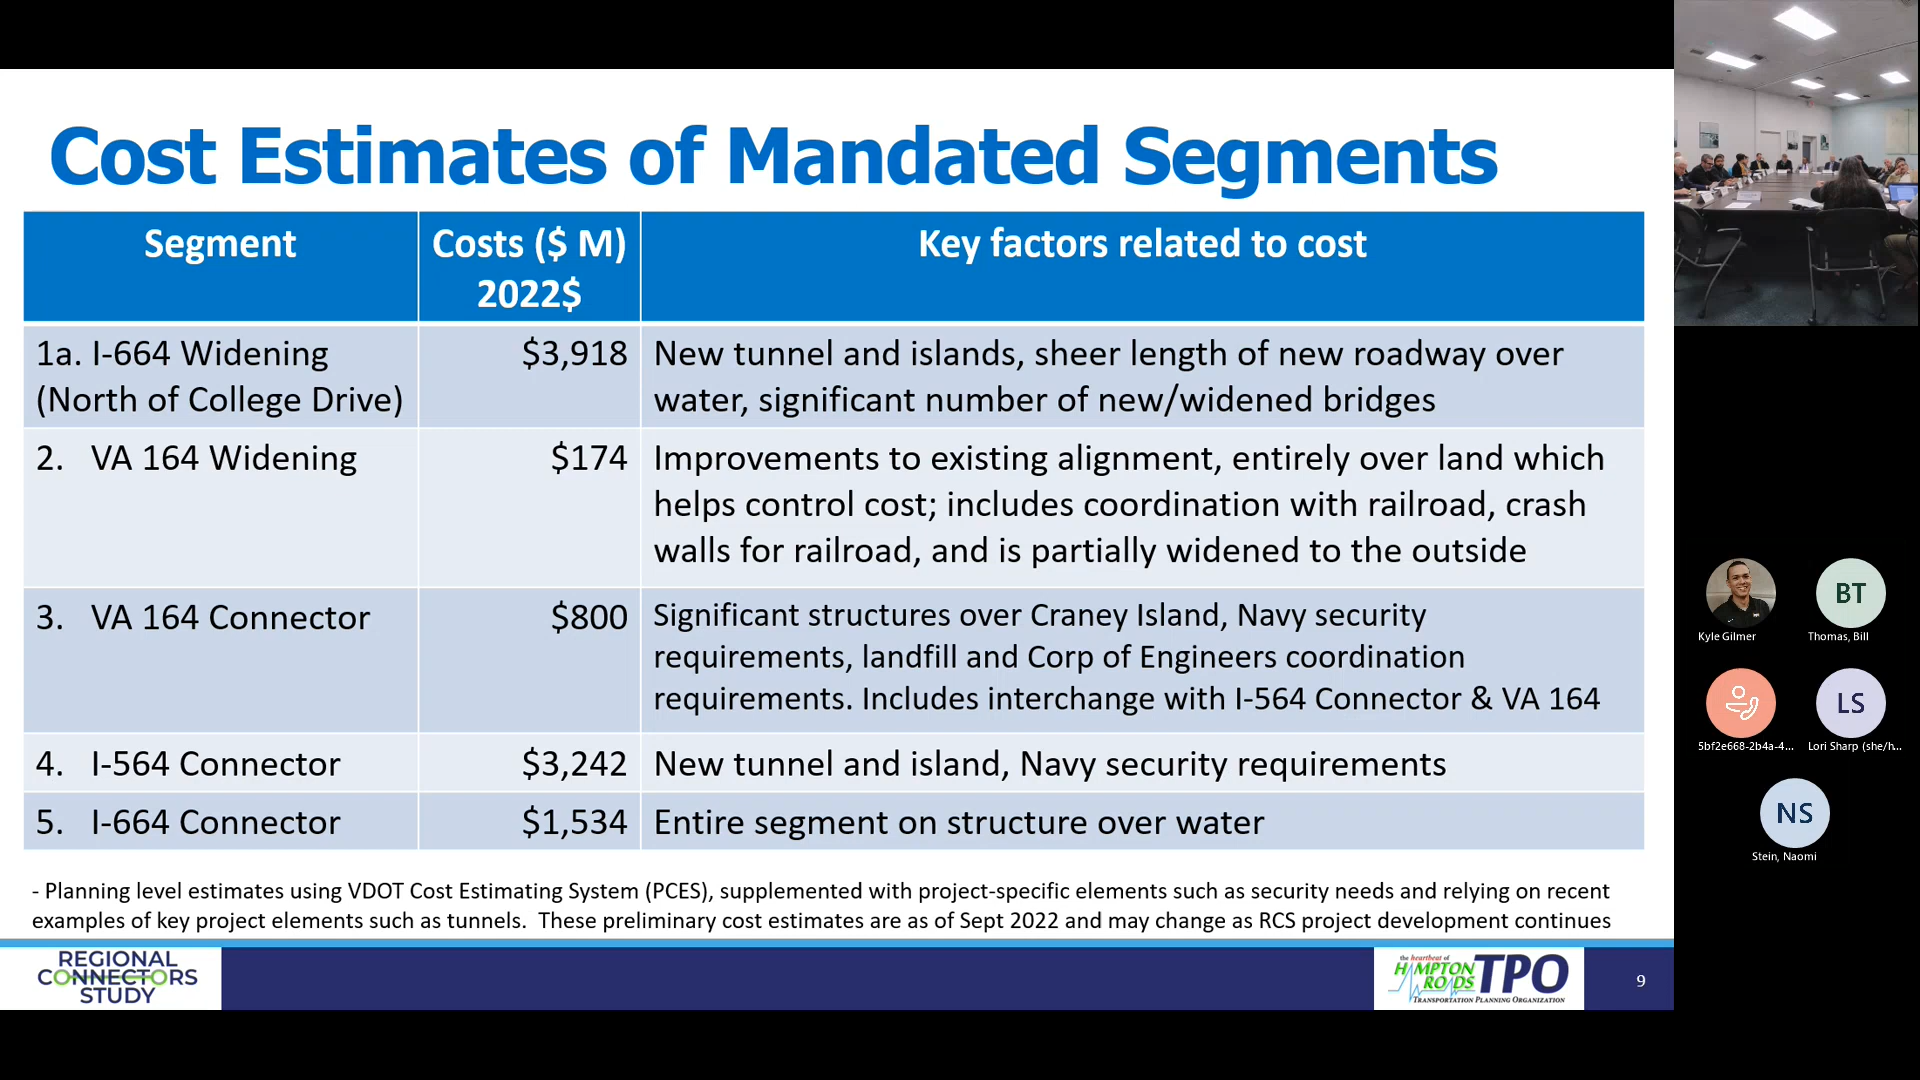 Cost Estimates of Mandated Segments
Segment
Costs ($ M)
2022$
Key factors related to cost
1a. I-664 Widening
(North of College Drive)
$3,918
New tunnel and islands, sheer length of new roadway over
water, significant number of new/widened bridges
2. VA 164 Widening
$174
Improvements to existing alignment, entirely over land which
helps control cost; includes coordination with railroad, crash
walls for railroad, and is partially widened to the outside
3. VA 164 Connector
$800
Significant structures over Craney Island, Navy security
requirements, landfill and Corp of Engineers coordination
requirements. Includes interchange with I-564 Connector & VA 164
4. I-564 Connector
$3,242
New tunnel and island, Navy security requirements
5. I-664 Connector
$1,534
Entire segment on structure over water
- Planning level estimates using VDOT Cost Estimating System (PCES), supplemented with project-specific elements such as security needs and relying on recent
examples of key project elements such as tunnels. These preliminary cost estimates are as of Sept 2022 and may change as RCS project development continues
REGIONAL
CONNECTORS
STUDY
the heartbeat of
HAMPTON
ROADS
TPO
TRANSPORTATION PLANNING ORGANIZATION
9
Kyle Gilmer
BT
Thomas, Bill
5bf2e668-2b4a-4...
LS
Lori Sharp (she/h...
NS
Stein, Naomi